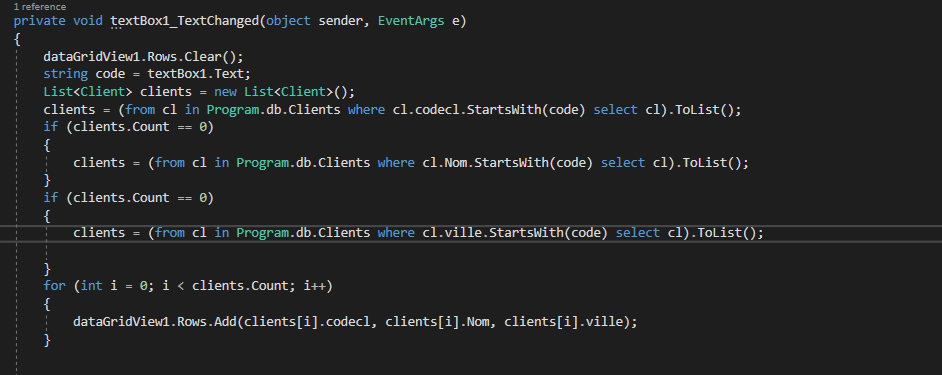 1 reference
private void textBox1_TextChanged(object sender, EventArgs e)
{
dataGridView1.Rows.Clear();
string code = textBox1.Text;
List<Client> clients = new List<Client>();
clients = (from cl in Program.db.Clients where cl.codecl.StartsWith(code) select cl).ToList();
if (clients.Count == 0)
{
clients = (from cl in Program.db.Clients where cl.Nom.StartsWith(code) select cl).ToList();
}
if (clients.Count == 0)
{
clients = (from cl in Program.db.Clients where cl.ville.StartsWith(code) select cl).ToList();
}
for (int i = 0; i < clients.Count; i++)
{
dataGridView1.Rows.Add(clients[i].codecl, clients[i].Nom, clients[i].ville);
}